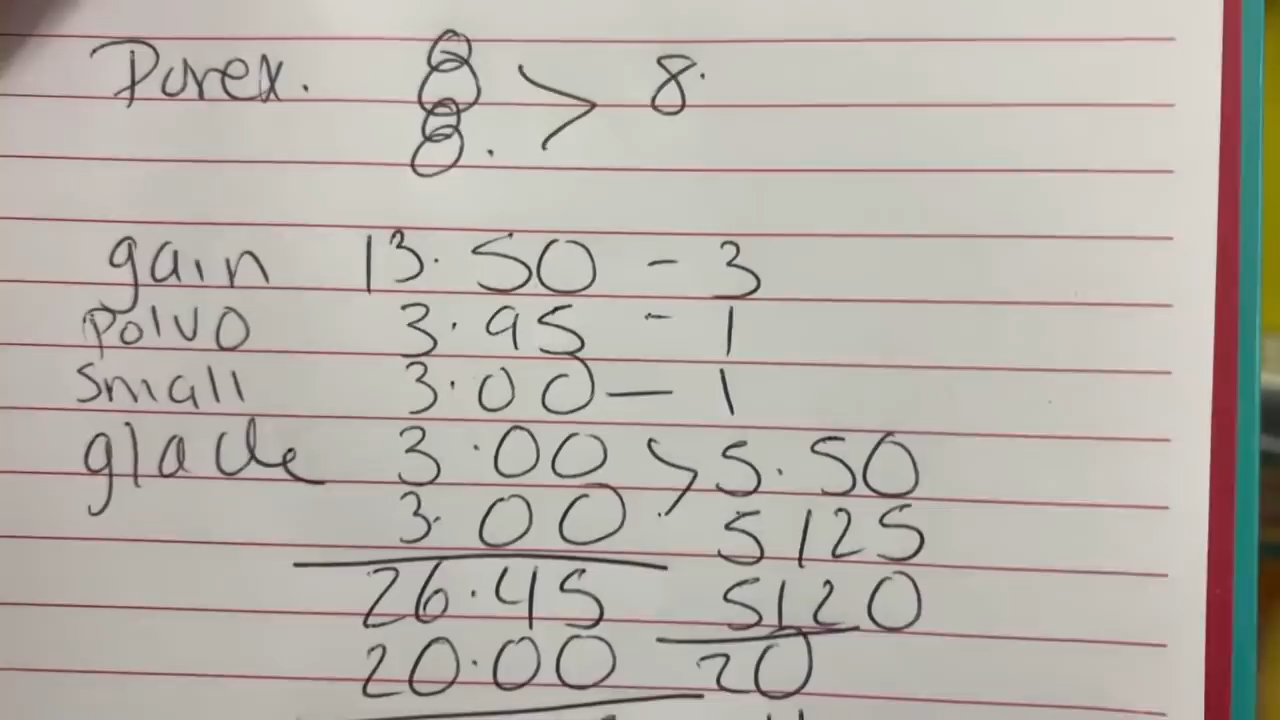 Purex. 8 > 8.
8.
gain 13.50 - 3
Polvo 3.95 - 1
Small 3.00 - 1
glade 3.00 > 5.50
3.00 5125
26.45 5120
20.00 20